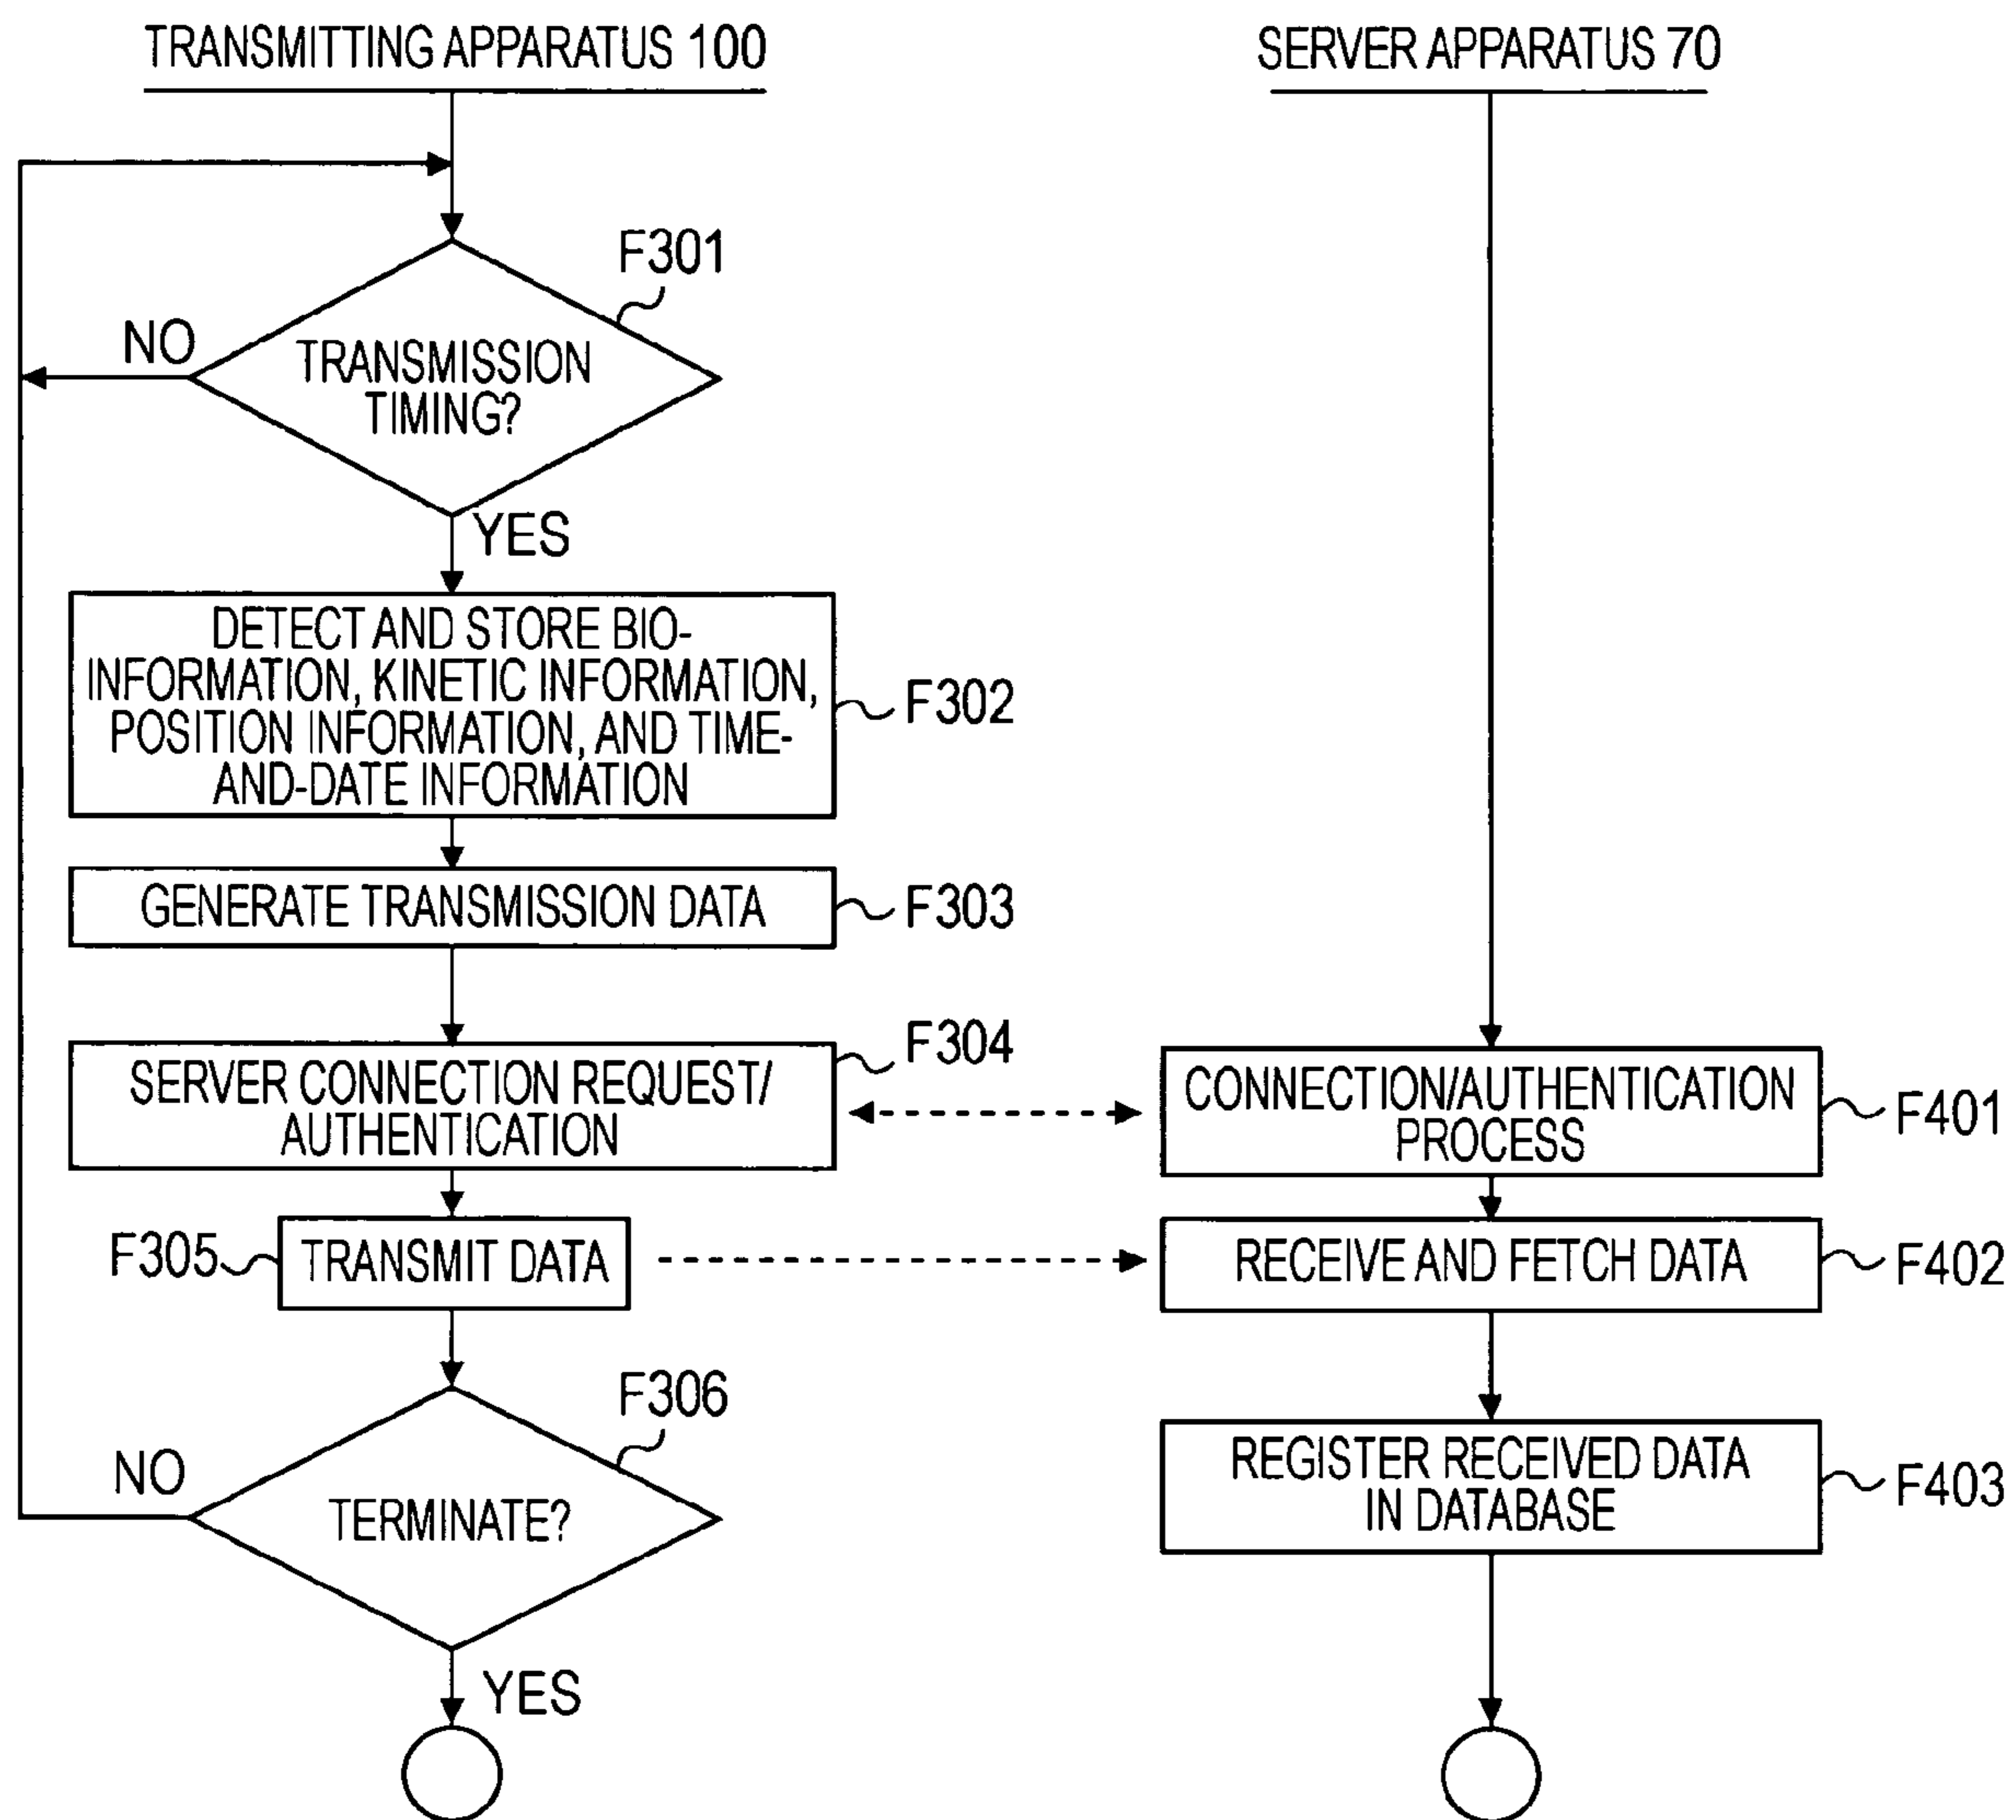 TRANSMITTING APPARATUS 100
SERVER APPARATUS 70
F301
NO
TRANSMISSION
TIMING?
YES
DETECT AND STORE BIO-
INFORMATION, KINETIC INFORMATION,
POSITION INFORMATION, AND TIME-
AND-DATE INFORMATION
F302
GENERATE TRANSMISSION DATA
F303
SERVER CONNECTION REQUEST/
AUTHENTICATION
F304
CONNECTION/AUTHENTICATION
PROCESS
F401
F305
TRANSMIT DATA
RECEIVE AND FETCH DATA
F402
F306
NO
TERMINATE?
YES
REGISTER RECEIVED DATA
IN DATABASE
F403